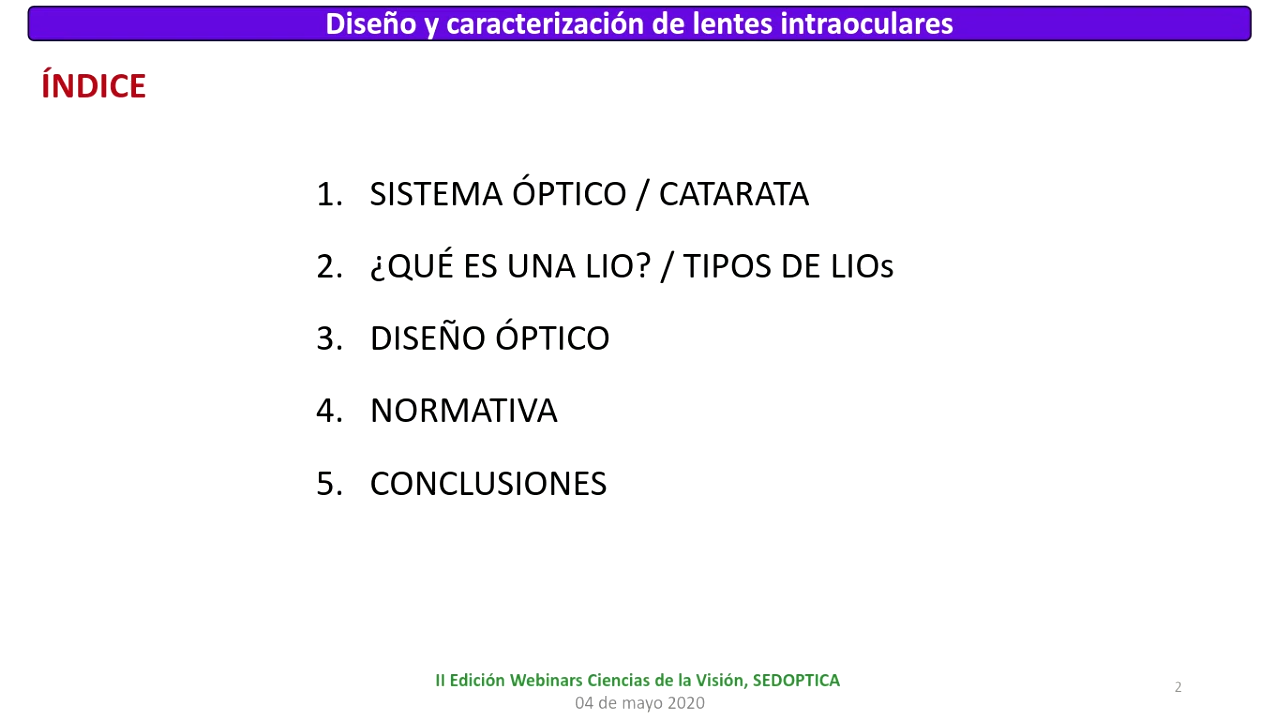 Diseño y caracterización de lentes intraoculares
ÍNDICE
1. SISTEMA ÓPTICO / CATARATA
2. ¿QUÉ ES UNA LIO? / TIPOS DE LIOs
3. DISEÑO ÓPTICO
4. NORMATIVA
5. CONCLUSIONES
II Edición Webinars Ciencias de la Visión, SEDOPTICA
04 de mayo 2020
2